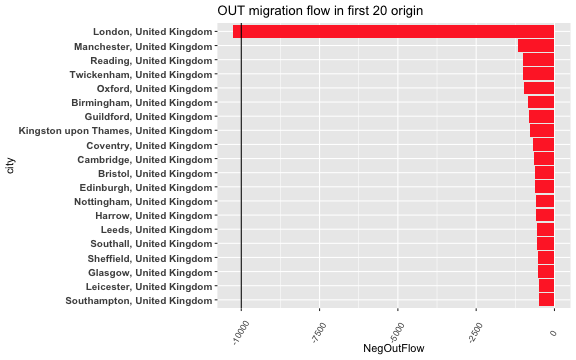 OUT migration flow in first 20 origin
London, United Kingdom
Manchester, United Kingdom
Reading, United Kingdom
Twickenham, United Kingdom
Oxford, United Kingdom
Birmingham, United Kingdom
Guildford, United Kingdom
Kingston upon Thames, United Kingdom
Coventry, United Kingdom
Cambridge, United Kingdom
Bristol, United Kingdom
Edinburgh, United Kingdom
Nottingham, United Kingdom
Harrow, United Kingdom
Leeds, United Kingdom
Southall, United Kingdom
Sheffield, United Kingdom
Glasgow, United Kingdom
Leicester, United Kingdom
Southampton, United Kingdom
city
-10000
-7500
-5000
-2500
0
NegOutFlow